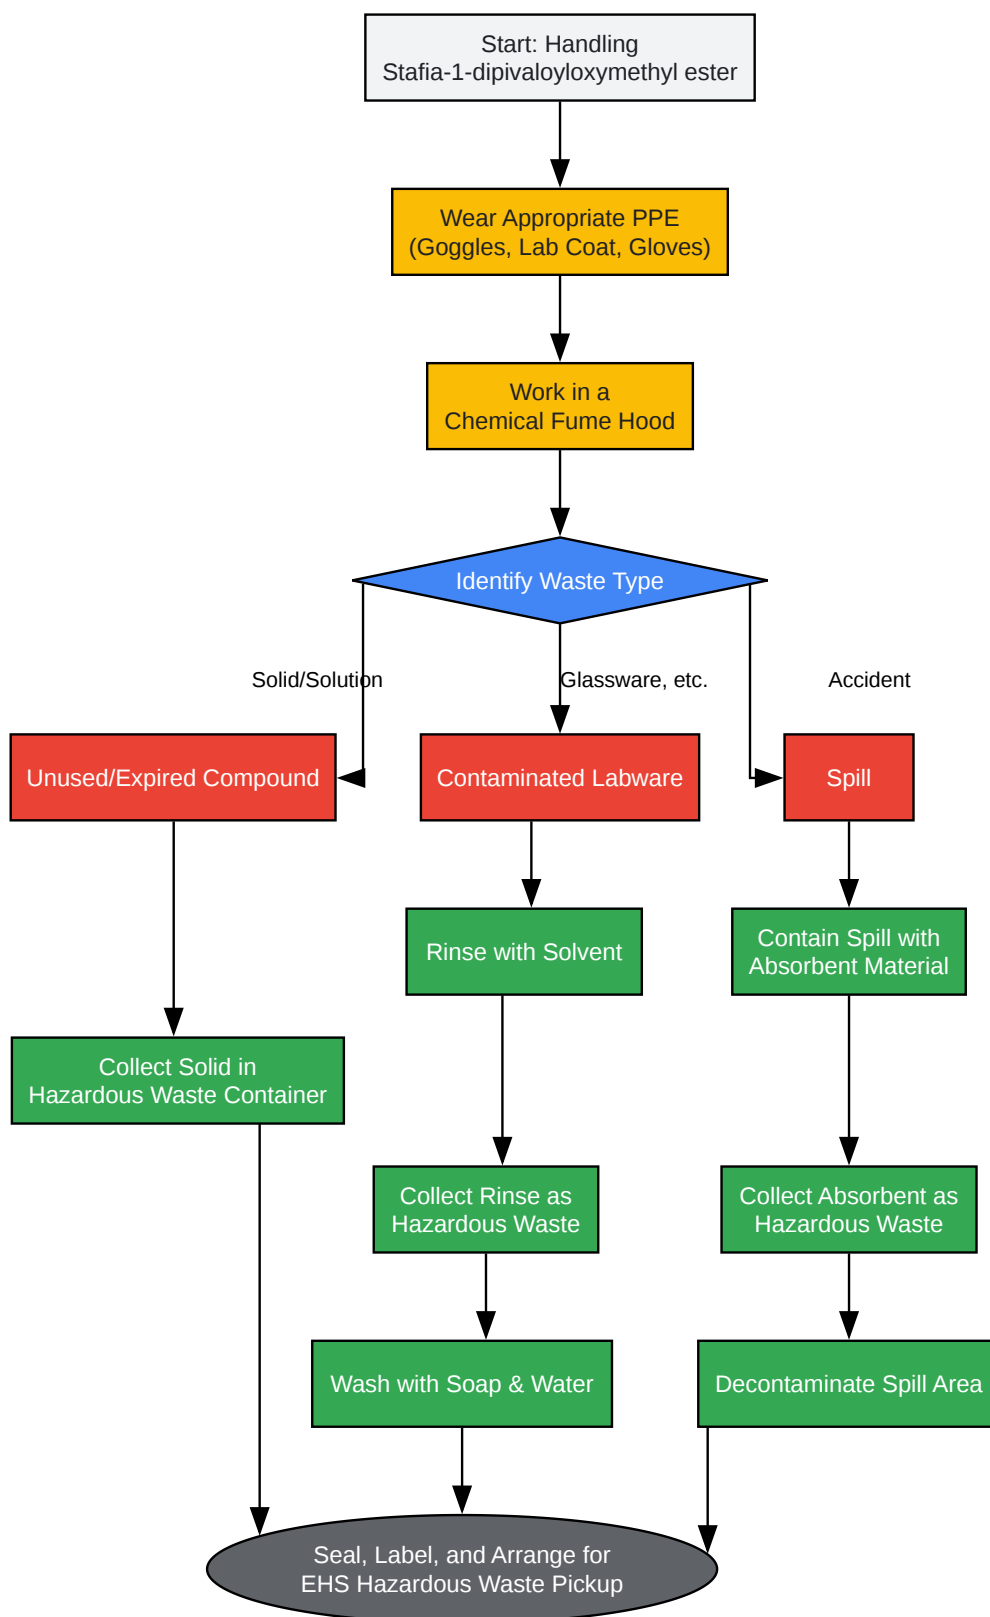 Start: Handling
Stafia-1-dipivaloyloxymethyl ester
Wear Appropriate PPE
(Goggles, Lab Coat, Gloves)
Work in a
Chemical Fume Hood
Identify Waste Type
Solid/Solution
Glassware, etc.
Accident
Unused/Expired Compound
Contaminated Labware
Spill
Rinse with Solvent
Contain Spill with
Absorbent Material
Collect Solid in
Hazardous Waste Container
Collect Rinse as
Hazardous Waste
Collect Absorbent as
Hazardous Waste
Wash with Soap & Water
Decontaminate Spill Area
Seal, Label, and Arrange for
EHS Hazardous Waste Pickup